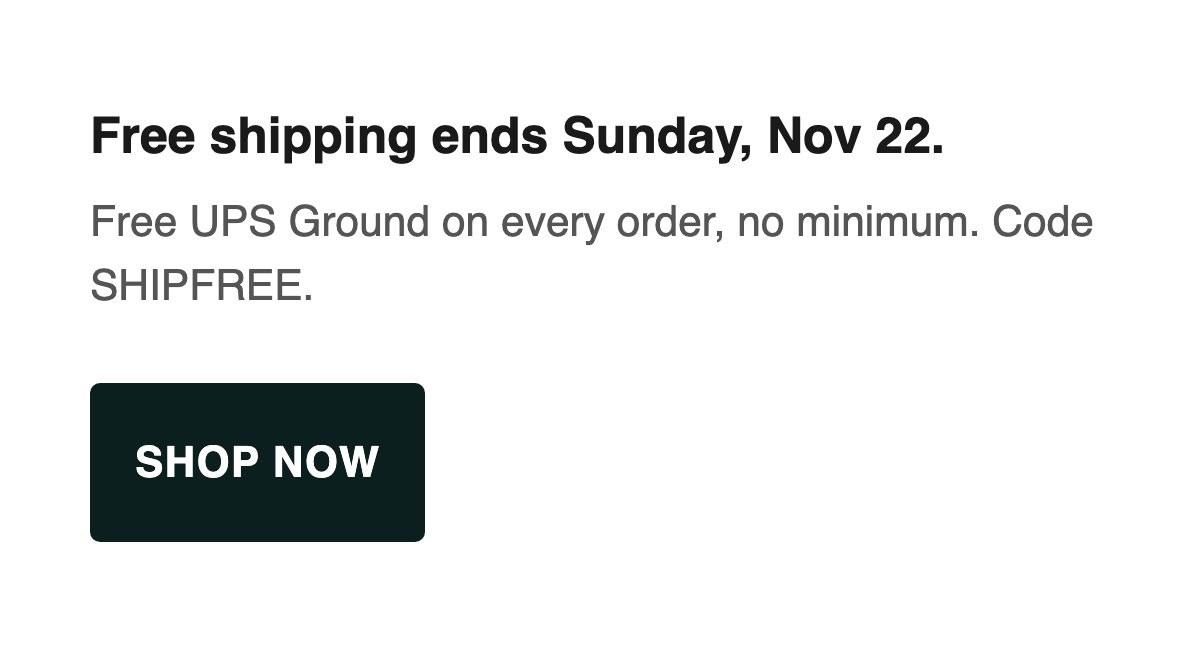 Free shipping ends Sunday, Nov 22.
Free UPS Ground on every order, no minimum. Code
SHIPFREE.
SHOP NOW